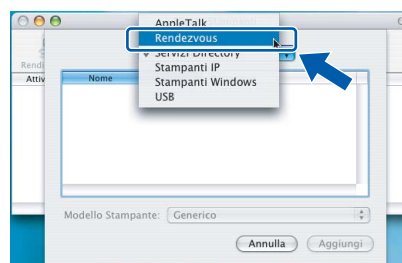 AppleTalk
Rendezvous
Servizi Directory
Stampanti IP
Stampanti Windows
USB
Rendi
Attiv
Nome
Modello Stampante: Generico
Annulla Aggiungi